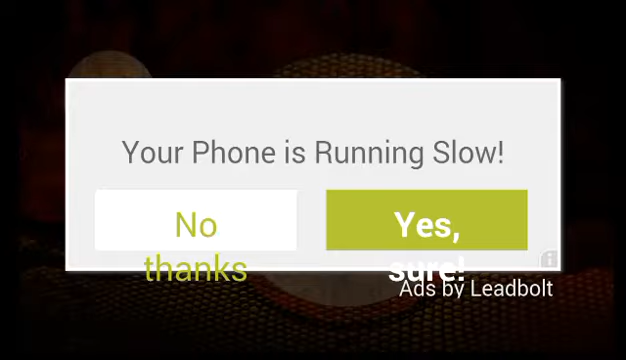 Your Phone is Running Slow!
No
thanks
Yes,
sure!
Ads by Leadbolt